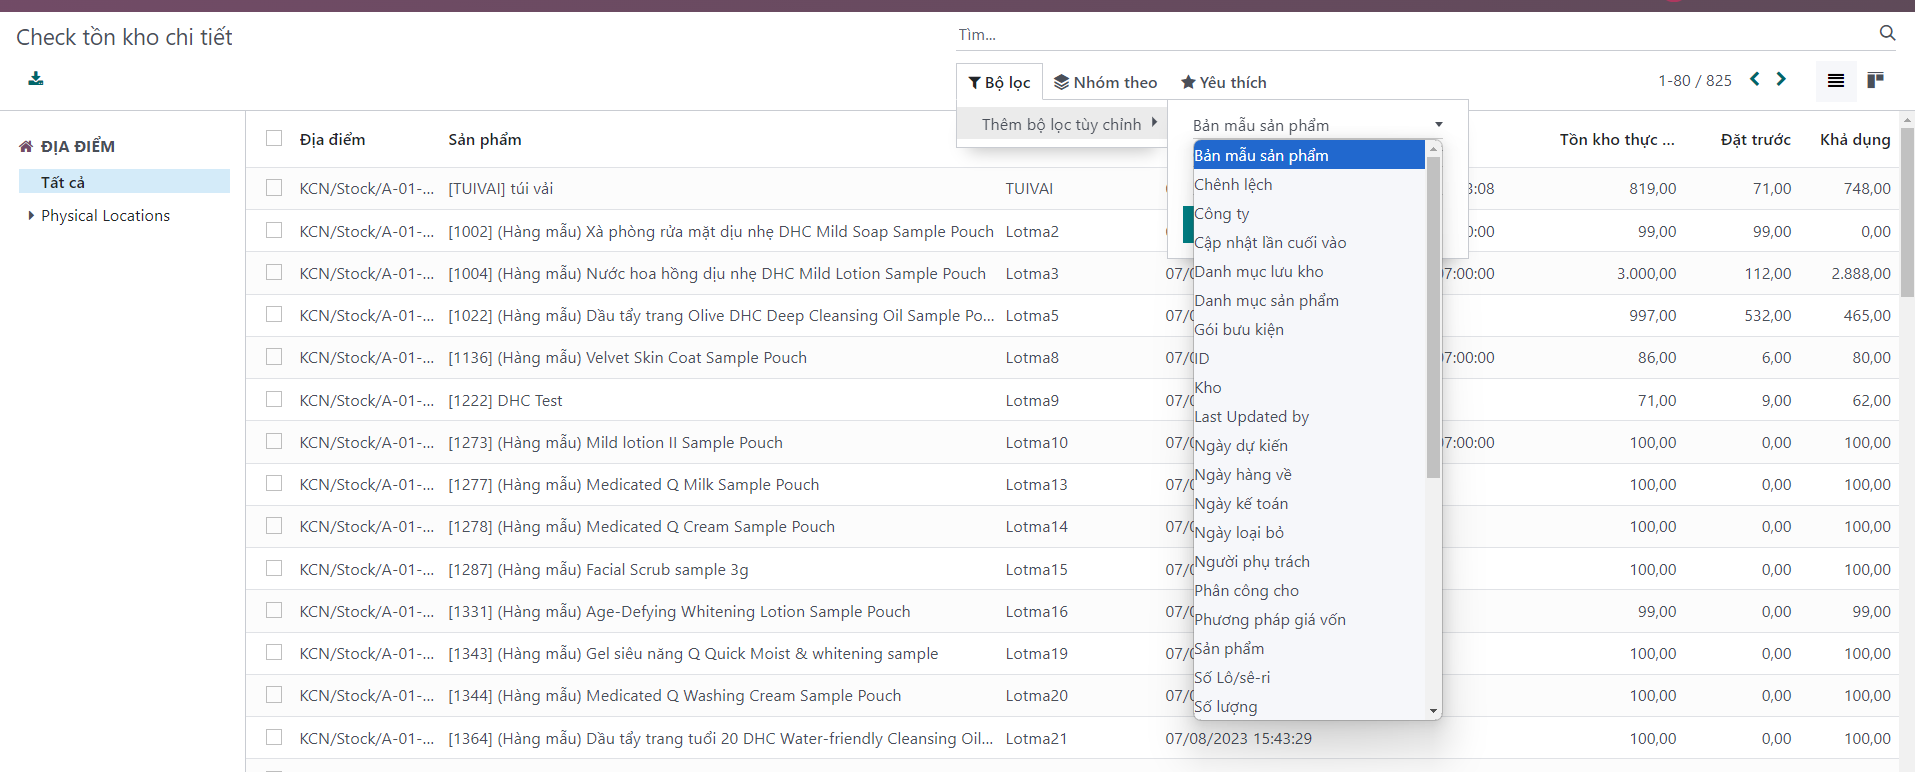 Check tồn kho chi tiết
Tìm...
Bộ lọc Nhóm theo Yêu thích 1-80 / 825
Thêm bộ lọc tùy chỉnh
Bản mẫu sản phẩm
Bản mẫu sản phẩm
Chênh lệch
Công ty
Cập nhật lần cuối vào
Danh mục lưu kho
Danh mục sản phẩm
Gói bưu kiện
ID
Kho
Last Updated by
Ngày dự kiến
Ngày hàng về
Ngày kế toán
Ngày loại bỏ
Người phụ trách
Phân công cho
Phương pháp giá vốn
Sản phẩm
Số Lô/sê-ri
Số lượng
ĐỊA ĐIỂM
Tất cả
Physical Locations
Địa điểm Sản phẩm Tồn kho thực ... Đặt trước Khả dụng
KCN/Stock/A-01-... [TUIVAI] túi vải TUIVAI 3:08 819,00 71,00 748,00
KCN/Stock/A-01-... [1002] (Hàng mẫu) Xà phòng rửa mặt dịu nhẹ DHC Mild Soap Sample Pouch Lotma2 0:00 99,00 99,00 0,00
KCN/Stock/A-01-... [1004] (Hàng mẫu) Nước hoa hồng dịu nhẹ DHC Mild Lotion Sample Pouch Lotma3 07/0 07:00:00 3.000,00 112,00 2.888,00
KCN/Stock/A-01-... [1022] (Hàng mẫu) Dầu tẩy trang Olive DHC Deep Cleansing Oil Sample Po... Lotma5 07/0 997,00 532,00 465,00
KCN/Stock/A-01-... [1136] (Hàng mẫu) Velvet Skin Coat Sample Pouch Lotma8 07/0 07:00:00 86,00 6,00 80,00
KCN/Stock/A-01-... [1222] DHC Test Lotma9 07/0 71,00 9,00 62,00
KCN/Stock/A-01-... [1273] (Hàng mẫu) Mild lotion II Sample Pouch Lotma10 07/0 07:00:00 100,00 0,00 100,00
KCN/Stock/A-01-... [1277] (Hàng mẫu) Medicated Q Milk Sample Pouch Lotma13 07/0 100,00 0,00 100,00
KCN/Stock/A-01-... [1278] (Hàng mẫu) Medicated Q Cream Sample Pouch Lotma14 07/0 100,00 0,00 100,00
KCN/Stock/A-01-... [1287] (Hàng mẫu) Facial Scrub sample 3g Lotma15 07/0 100,00 0,00 100,00
KCN/Stock/A-01-... [1331] (Hàng mẫu) Age-Defying Whitening Lotion Sample Pouch Lotma16 07/0 99,00 0,00 99,00
KCN/Stock/A-01-... [1343] (Hàng mẫu) Gel siêu năng Q Quick Moist & whitening sample Lotma19 07/0 100,00 0,00 100,00
KCN/Stock/A-01-... [1344] (Hàng mẫu) Medicated Q Washing Cream Sample Pouch Lotma20 07/0 100,00 0,00 100,00
KCN/Stock/A-01-... [1364] (Hàng mẫu) Dầu tẩy trang tuổi 20 DHC Water-friendly Cleansing Oil... Lotma21 07/08/2023 15:43:29 100,00 0,00 100,00